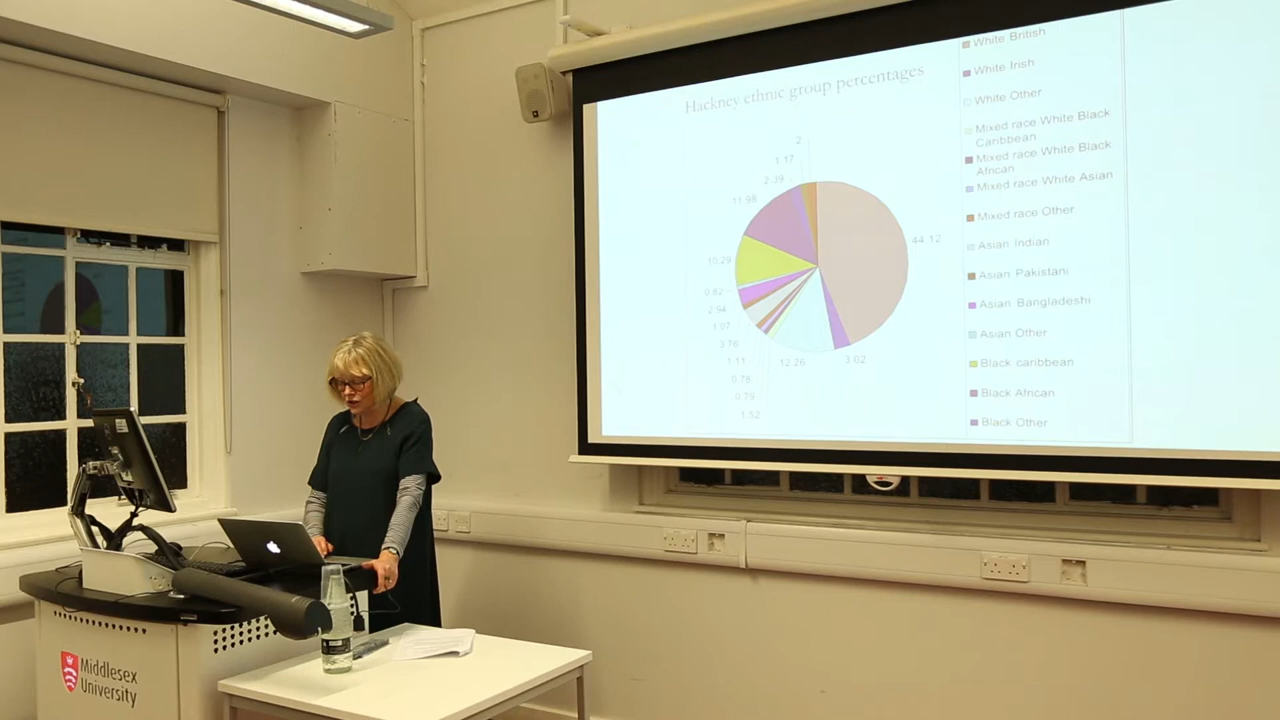 Hackney ethnic group percentages
2
1.17
2.39
11.98
10.29
0.82
2.94
1.07
3.76
1.11
0.78
0.79
1.52
12.26
3.02
44.12
White British
White Irish
White Other
Mixed race White Black
Caribbean
Mixed race White Black
African
Mixed race White Asian
Mixed race Other
Asian Indian
Asian Pakistani
Asian Bangladeshi
Asian Other
Black caribbean
Black African
Black Other
Middlesex
University